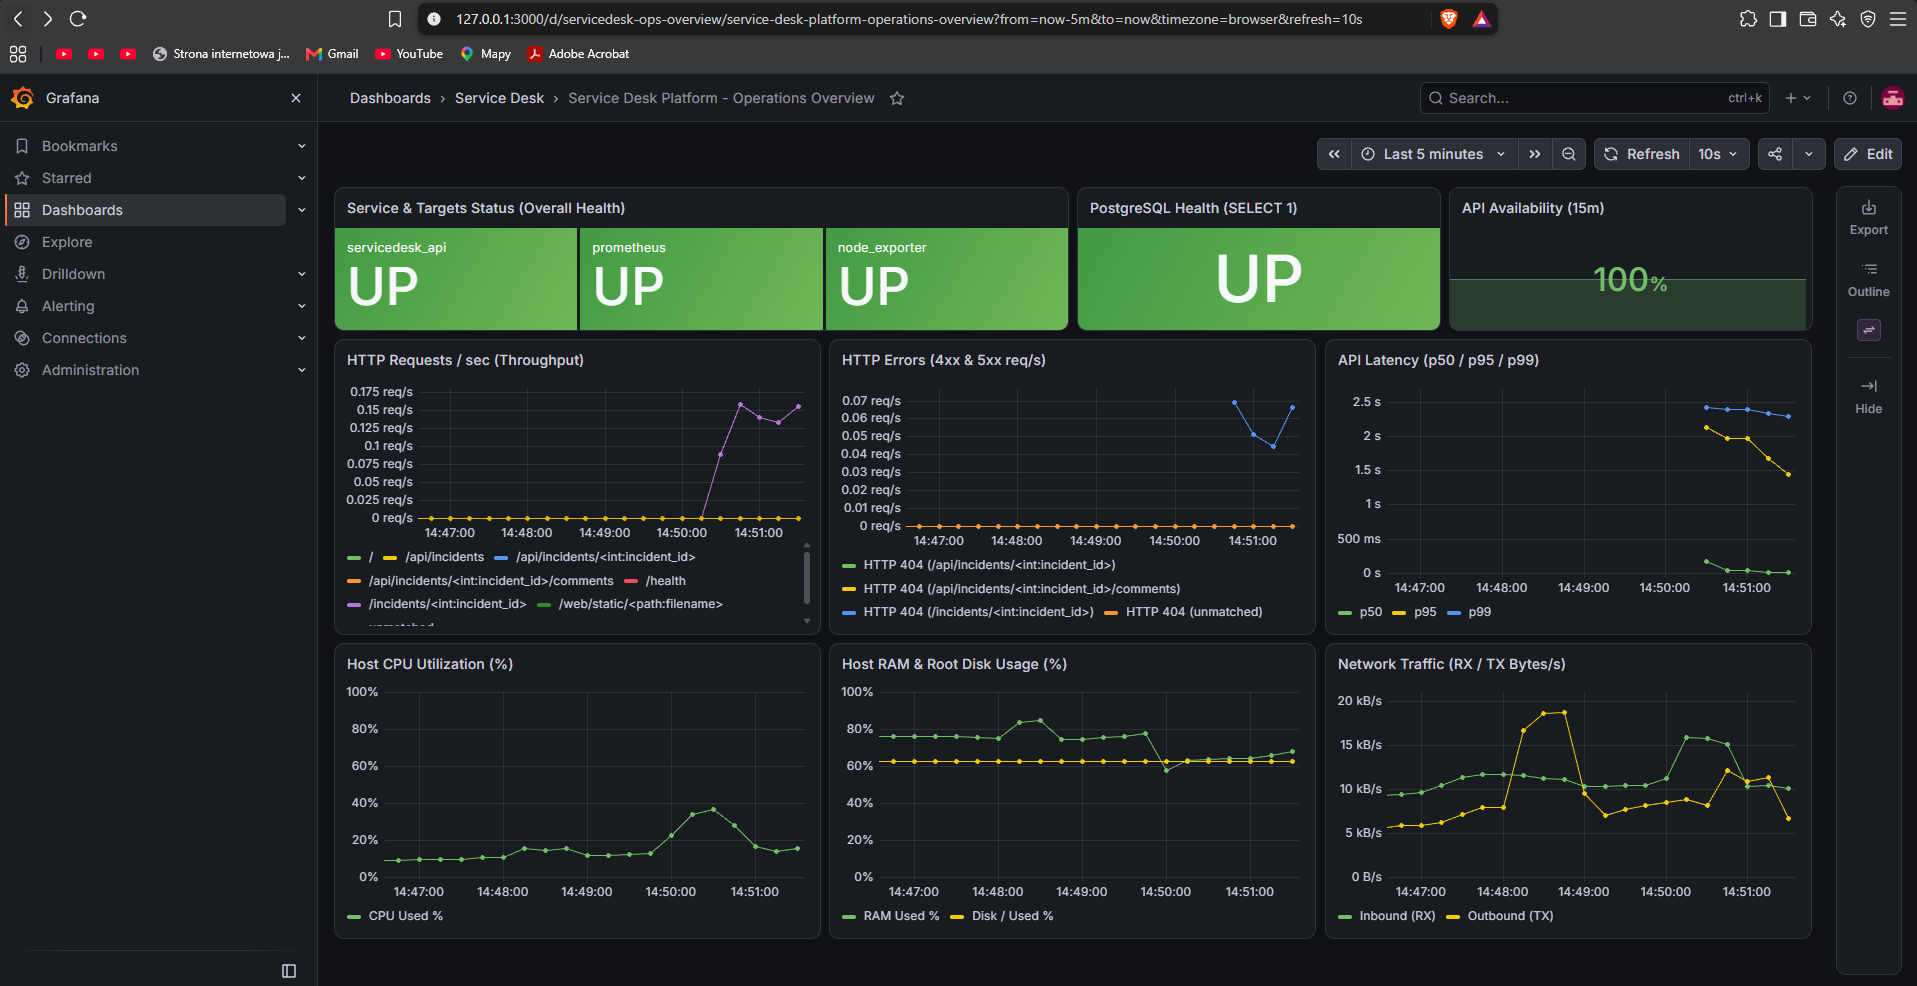 127.0.0.1:3000/d/servicedesk-ops-overview/service-desk-platform-operations-overview?from=now-5m&to=now&timezone=browser&refresh=10s
Strona internetowa j... Gmail YouTube Mapy Adobe Acrobat
Grafana
Dashboards › Service Desk › Service Desk Platform - Operations Overview
Search... ctrl+k
Bookmarks
Starred
Dashboards
Explore
Drilldown
Alerting
Connections
Administration
Last 5 minutes
Refresh 10s
Edit
Export
Outline
Hide
Service & Targets Status (Overall Health)
servicedesk_api
UP
prometheus
UP
node_exporter
UP
PostgreSQL Health (SELECT 1)
UP
API Availability (15m)
100%
HTTP Requests / sec (Throughput)
0.175 req/s
0.15 req/s
0.125 req/s
0.1 req/s
0.075 req/s
0.05 req/s
0.025 req/s
0 req/s
14:47:00 14:48:00 14:49:00 14:50:00 14:51:00
/ /api/incidents /api/incidents/<int:incident_id>
/api/incidents/<int:incident_id>/comments /health
/incidents/<int:incident_id> /web/static/<path:filename>
HTTP Errors (4xx & 5xx req/s)
0.07 req/s
0.06 req/s
0.05 req/s
0.04 req/s
0.03 req/s
0.02 req/s
0.01 req/s
0 req/s
14:47:00 14:48:00 14:49:00 14:50:00 14:51:00
HTTP 404 (/api/incidents/<int:incident_id>)
HTTP 404 (/api/incidents/<int:incident_id>/comments)
HTTP 404 (/incidents/<int:incident_id>) HTTP 404 (unmatched)
API Latency (p50 / p95 / p99)
2.5 s
2 s
1.5 s
1 s
500 ms
0 s
14:47:00 14:48:00 14:49:00 14:50:00 14:51:00
p50 p95 p99
Host CPU Utilization (%)
100%
80%
60%
40%
20%
0%
14:47:00 14:48:00 14:49:00 14:50:00 14:51:00
CPU Used %
Host RAM & Root Disk Usage (%)
100%
80%
60%
40%
20%
0%
14:47:00 14:48:00 14:49:00 14:50:00 14:51:00
RAM Used % Disk / Used %
Network Traffic (RX / TX Bytes/s)
20 kB/s
15 kB/s
10 kB/s
5 kB/s
0 B/s
14:47:00 14:48:00 14:49:00 14:50:00 14:51:00
Inbound (RX) Outbound (TX)